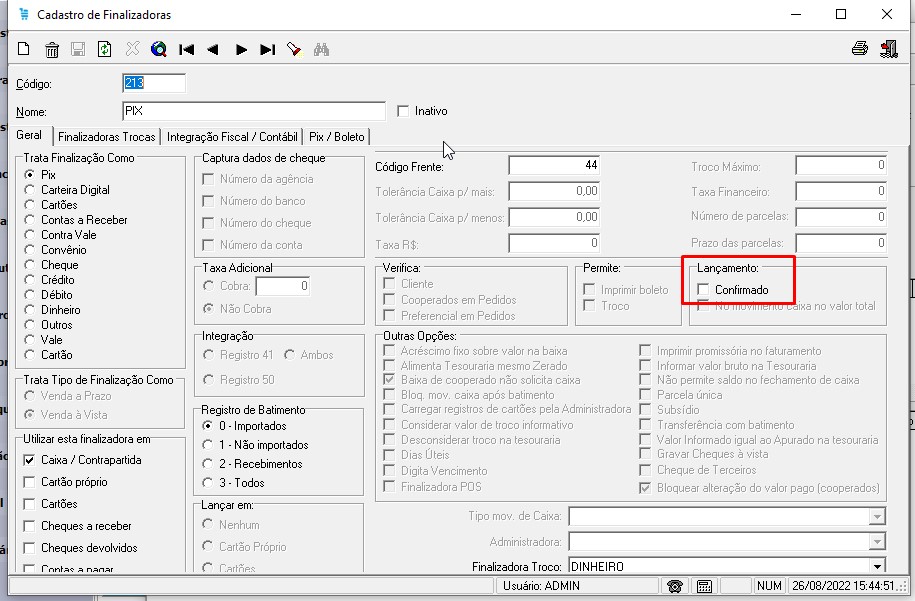 Cadastro de Finalizadoras
Código: 213
Nome: PIX Inativo
Geral Finalizadoras Trocas Integração Fiscal / Contábil Pix / Boleto
Trata Finalização Como
Pix
Carteira Digital
Cartões
Contas a Receber
Contra Vale
Convênio
Cheque
Crédito
Débito
Dinheiro
Outros
Vale
Cartão
Trata Tipo de Finalização Como
Venda a Prazo
Venda à Vista
Utilizar esta finalizadora em
Caixa / Contrapartida
Cartão próprio
Cartões
Cheques a receber
Cheques devolvidos
Contas a pagar
Captura dados de cheque
Número da agência
Número do banco
Número do cheque
Número da conta
Taxa Adicional
Cobra: 0
Não Cobra
Integração
Registro 41 Ambos
Registro 50
Registro de Batimento
0 - Importados
1 - Não importados
2 - Recebimentos
3 - Todos
Lançar em:
Nenhum
Cartão Próprio
Cartões
Código Frente: 44
Tolerância Caixa p/ mais: 0,00
Tolerância Caixa p/ menos: 0,00
Taxa R$: 0
Troco Máximo: 0
Taxa Financeiro: 0
Número de parcelas: 0
Prazo das parcelas: 0
Verifica:
Cliente
Cooperados em Pedidos
Preferencial em Pedidos
Permite:
Imprimir boleto
Troco
Lançamento:
Confirmado
No movimento caixa no valor total
Outras Opções:
Acréscimo fixo sobre valor na baixa
Alimenta Tesouraria mesmo Zerado
Baixa de cooperado não solicita caixa
Bloq. mov. caixa após batimento
Carregar registros de cartões pela Administradora
Considerar valor de troco informativo
Desconsiderar troco na tesouraria
Dias Úteis
Digita Vencimento
Finalizadora POS
Imprimir promissória no faturamento
Informar valor bruto na Tesouraria
Não permite saldo no fechamento de caixa
Parcela única
Subsídio
Transferência com batimento
Valor Informado igual ao Apurado na tesouraria
Gravar Cheques à vista
Cheque de Terceiros
Bloquear alteração do valor pago (cooperados)
Tipo mov. de Caixa:
Administradora:
Finalizadora Troco: DINHEIRO
Usuário: ADMIN NUM 26/08/2022 15:44:51